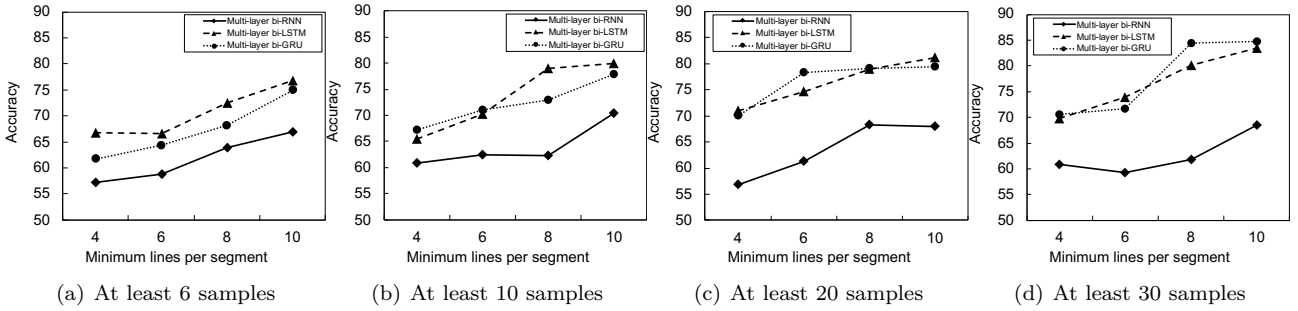 90
85
80
75
70
65
60
55
50
Accuracy
Multi-layer bi-RNN
Multi-layer bi-LSTM
Multi-layer bi-GRU
4 6 8 10
Minimum lines per segment
(a) At least 6 samples
90
85
80
75
70
65
60
55
50
Accuracy
Multi-layer bi-RNN
Multi-layer bi-LSTM
Multi-layer bi-GRU
4 6 8 10
Minimum lines per segment
(b) At least 10 samples
90
85
80
75
70
65
60
55
50
Accuracy
Multi-layer bi-RNN
Multi-layer bi-LSTM
Multi-layer bi-GRU
4 6 8 10
Minimum lines per segment
(c) At least 20 samples
90
85
80
75
70
65
60
55
50
Accuracy
Multi-layer bi-RNN
Multi-layer bi-LSTM
Multi-layer bi-GRU
4 6 8 10
Minimum lines per segment
(d) At least 30 samples